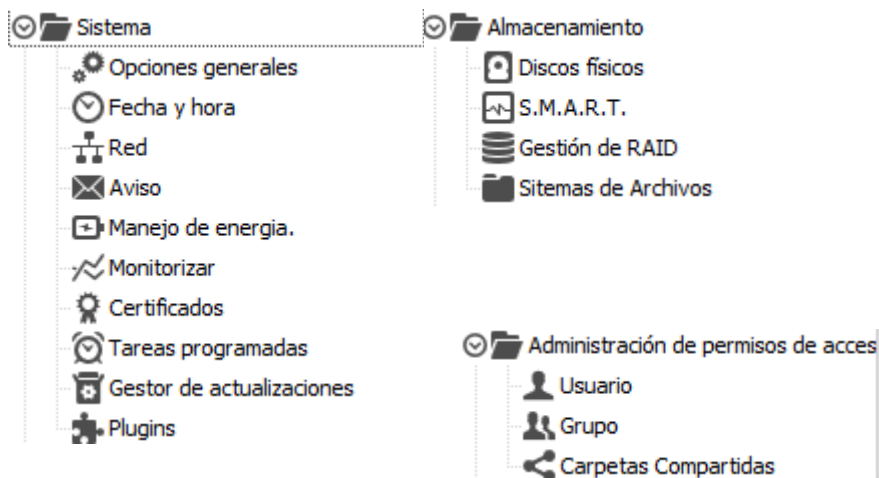 Sistema
Opciones generales
Fecha y hora
Red
Aviso
Manejo de energia.
Monitorizar
Certificados
Tareas programadas
Gestor de actualizaciones
Plugins
Almacenamiento
Discos físicos
S.M.A.R.T.
Gestión de RAID
Sitemas de Archivos
Administración de permisos de acces
Usuario
Grupo
Carpetas Compartidas